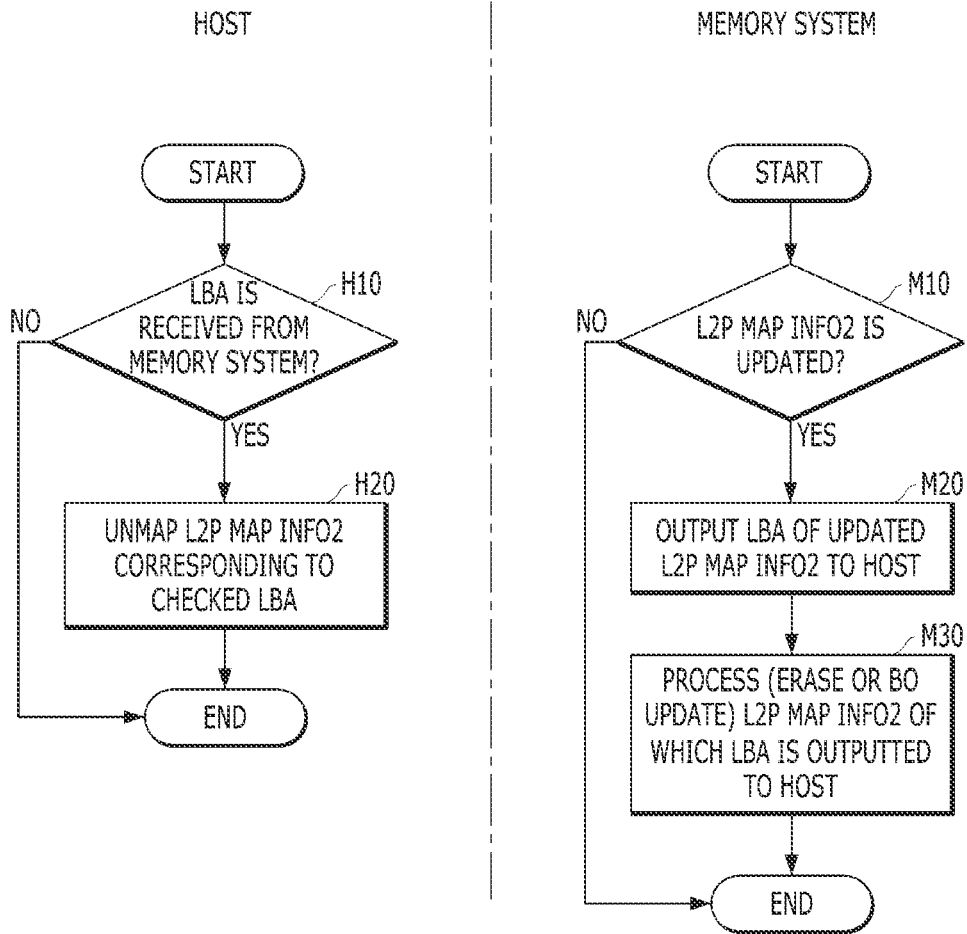 HOST
START
LBA IS
RECEIVED FROM
MEMORY SYSTEM?
H10
NO
YES
H20
UNMAP L2P MAP INFO2
CORRESPONDING TO
CHECKED LBA
END
MEMORY SYSTEM
START
M10
L2P MAP INFO2 IS
UPDATED?
NO
YES
M20
OUTPUT LBA OF UPDATED
L2P MAP INFO2 TO HOST
M30
PROCESS (ERASE OR BO
UPDATE) L2P MAP INFO2 OF
WHICH LBA IS OUTPUTTED
TO HOST
END